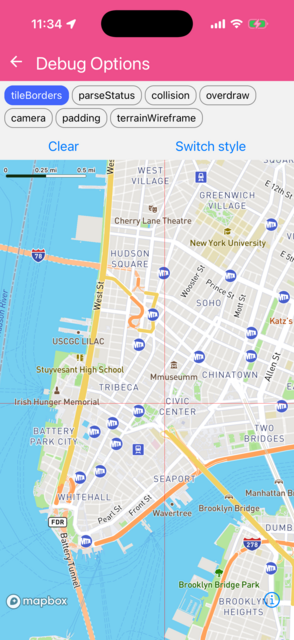 11:34
Debug Options
tileBorders
parseStatus
collision
overdraw
camera
padding
terrainWireframe
Clear
Switch style
0
0.25 mi
0.5 mi
WEST
VILLAGE
GREENWICH
VILLAGE
E 12th St
Cherry Lane Theatre
New York University
HUDSON
SQUARE
78
West St
Wooster St
Prince St
SOHO
Mott St
Katz's
USCGC LILAC
Stuyvesant High School
Mmuseumm
CHINATOWN
Allen St
TRIBECA
Irish Hunger Memorial
CIVIC
CENTER
BATTERY
PARK CITY
TWO
BRIDGES
SEAPORT
WHITEHALL
Pearl St
Front St
Wavertree
Manhattan B
Brooklyn Bridge
FDR
Battery Tunnel
DUMB
278
Brooklyn Bridge Park
BROOKLYN
HEIGHTS
mapbox